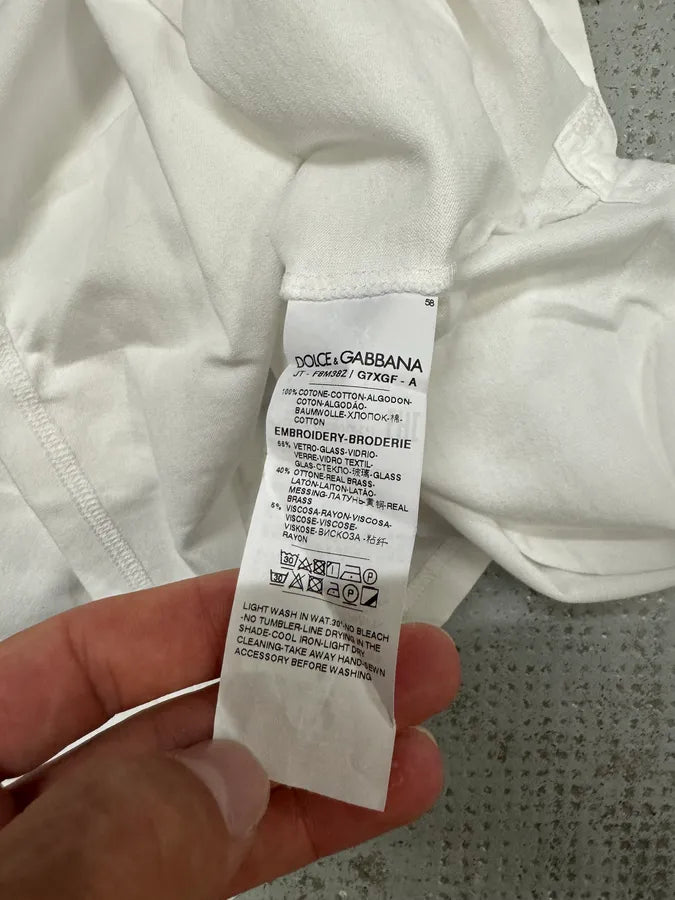 58
DOLCE & GABBANA
JT - F8M38Z / G7XGF - A
100% COTONE-COTTON-ALGODON-
COTON-ALGODÃO-
BAUMWOLLE-ХЛОПОК-棉-
COTTON
EMBROIDERY-BRODERIE
VETRO-GLASS-VIDRIO-
VERRE-VIDRO TEXTIL-
GLAS-СТЕКЛО-玻璃-GLASS
40% OTTONE-REAL BRASS-
LATON-LAITON-LATÃO-
MESSING-ЛАТУНЬ-黄铜-REAL
BRASS
6% VISCOSA-RAYON-VISCOSA-
VISCOSE-VISCOSE-
VISKOSE-ВИСКОЗА-粘纤-
RAYON
30 P
30 P
LIGHT WASH IN WAT.30°-NO BLEACH
-NO TUMBLER-LINE DRYING IN THE
SHADE-COOL IRON-LIGHT DRY
CLEANING-TAKE AWAY HAND-SEWN
ACCESSORY BEFORE WASHING